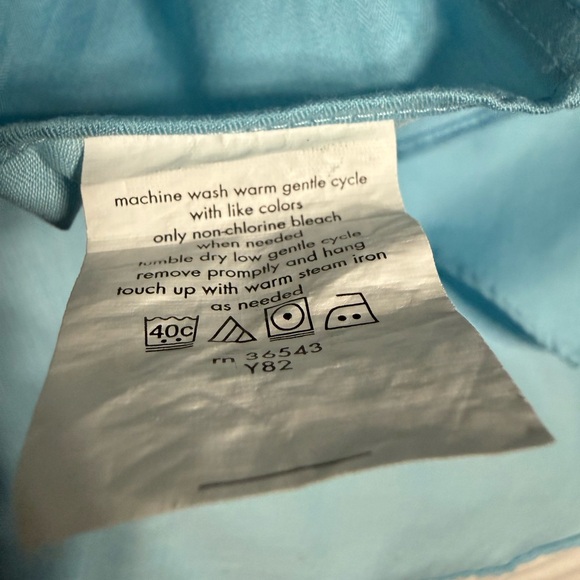 machine wash warm gentle cycle
with like colors
only non-chlorine bleach
when needed
tumble dry low gentle cycle
remove promptly and hang
touch up with warm steam iron
as needed
40c
rn 36543
Y82